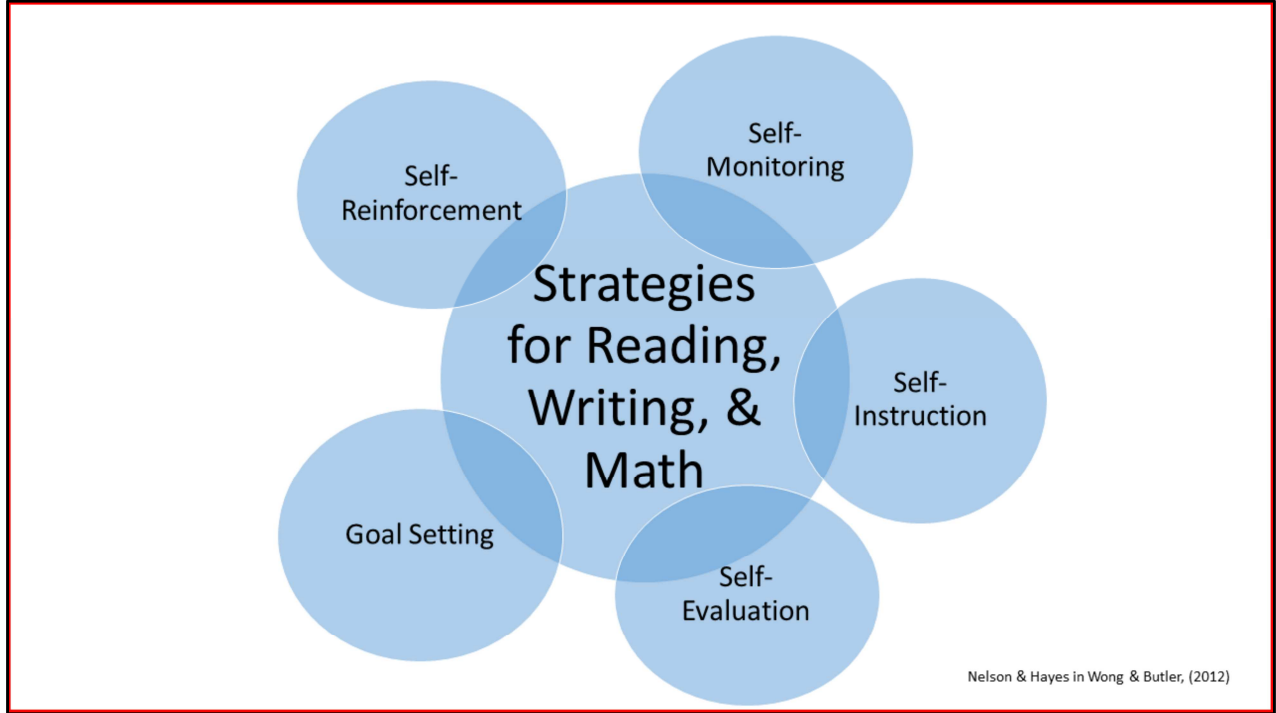 Self-
Monitoring
Self-
Reinforcement
Strategies
for Reading,
Writing, &
Math
Self-
Instruction
Goal Setting
Self-
Evaluation
Nelson & Hayes in Wong & Butler, (2012)